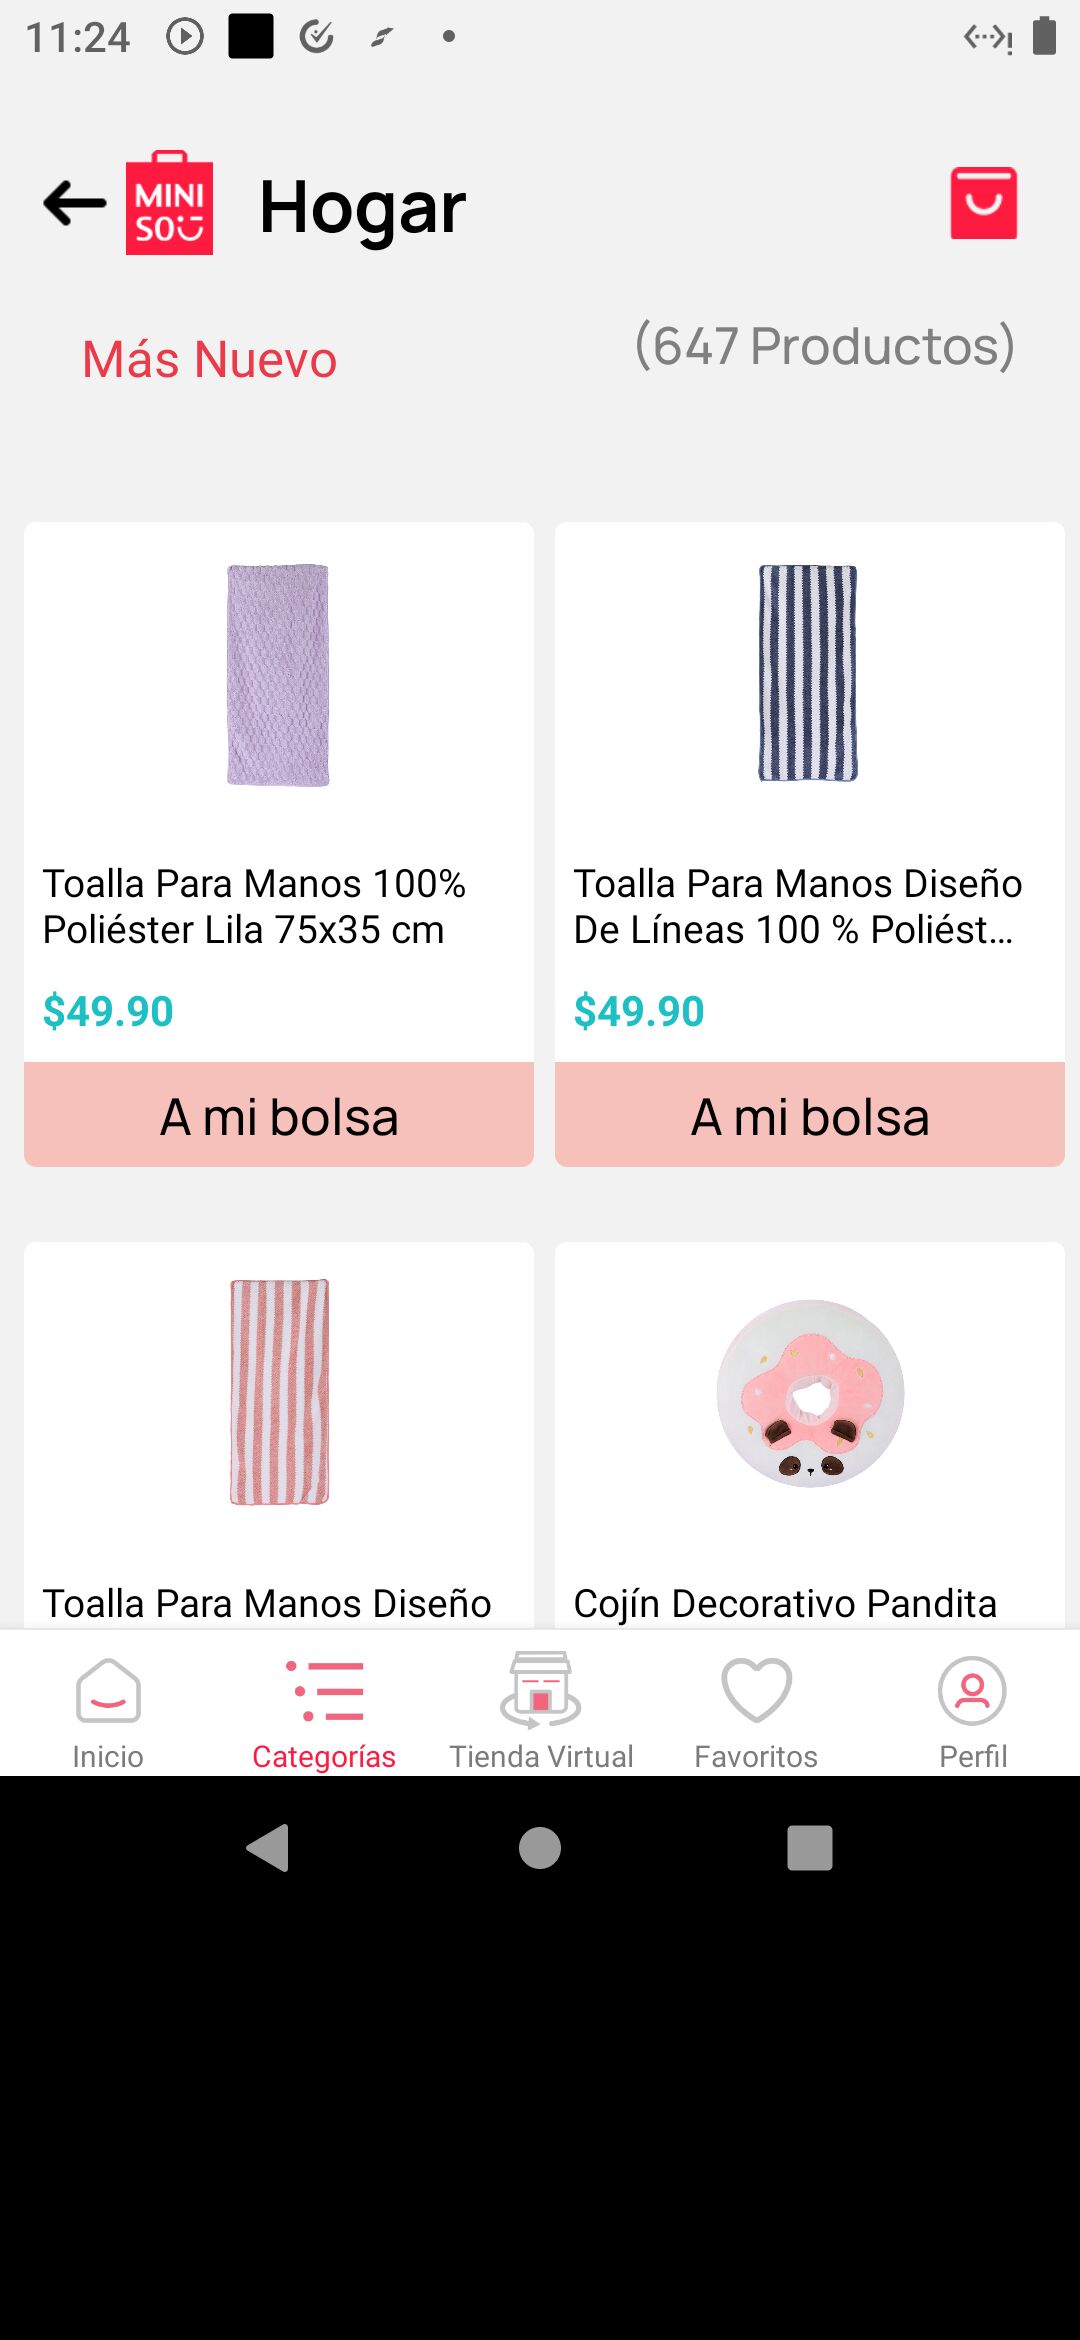 11:24
MINI
SO
Hogar
Más Nuevo
(647 Productos)
Toalla Para Manos 100%
Poliéster Lila 75x35 cm
$49.90
A mi bolsa
Toalla Para Manos Diseño
De Líneas 100 % Poliést...
$49.90
A mi bolsa
Toalla Para Manos Diseño
Cojín Decorativo Pandita
Inicio
Categorías
Tienda Virtual
Favoritos
Perfil